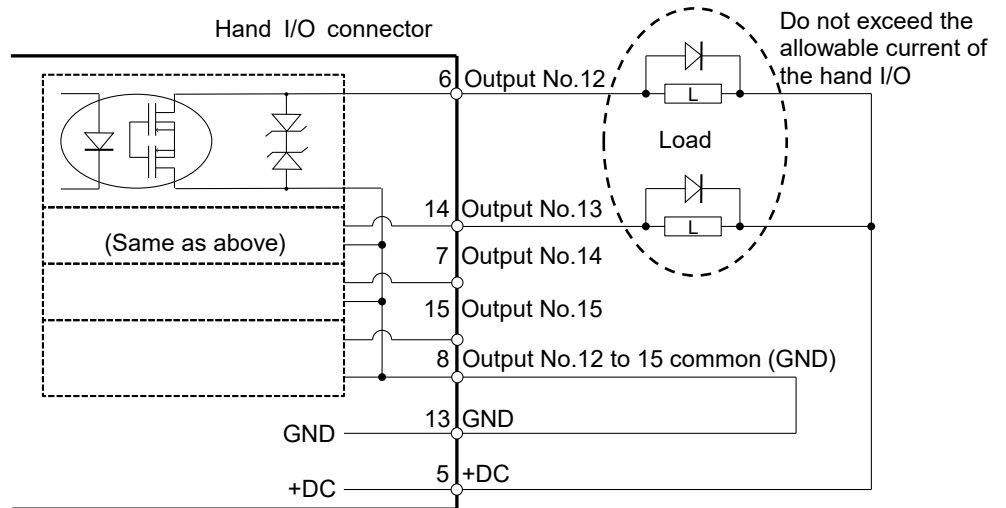 Hand I/O connector
Do not exceed the
allowable current of
the hand I/O
6 Output No.12
L
Load
14 Output No.13
L
(Same as above)
7 Output No.14
15 Output No.15
8 Output No.12 to 15 common (GND)
GND 13 GND
+DC 5 +DC